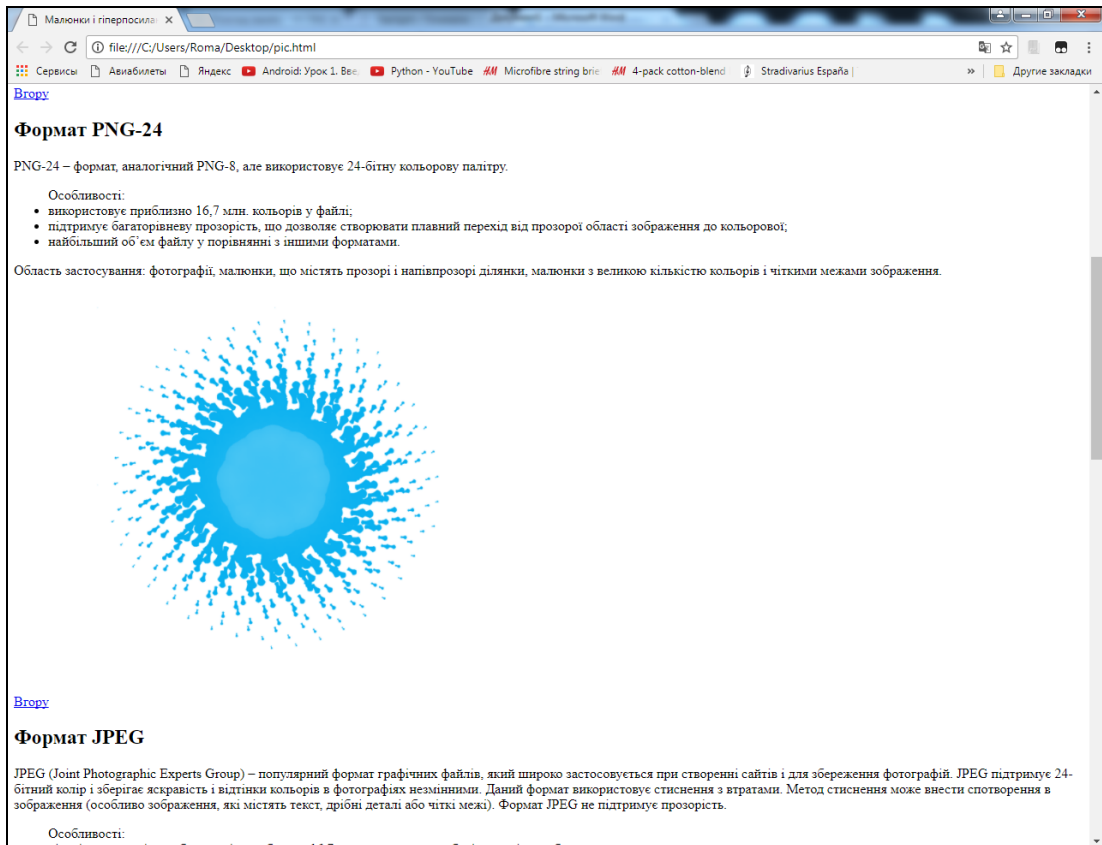 Малюнки і гіперпосила
file:///C:/Users/Roma/Desktop/pic.html
Сервисы Авиабилеты Яндекс Android: Урок 1. Вве Python - YouTube H&M Microfibre string brie H&M 4-pack cotton-blend Stradivarius España | » Другие закладки
Вгору
Формат PNG-24
PNG-24 – формат, аналогічний PNG-8, але використовує 24-бітну кольорову палітру.
Особливості:
• використовує приблизно 16,7 млн. кольорів у файлі;
• підтримує багаторівневу прозорість, що дозволяє створювати плавний перехід від прозорої області зображення до кольорової;
• найбільший об’єм файлу у порівнянні з іншими форматами.
Область застосування: фотографії, малюнки, що містять прозорі і напівпрозорі ділянки, малюнки з великою кількістю кольорів і чіткими межами зображення.
Вгору
Формат JPEG
JPEG (Joint Photographic Experts Group) – популярний формат графічних файлів, який широко застосовується при створенні сайтів і для збереження фотографій. JPEG підтримує 24-
бітний колір і зберігає яскравість і відтінки кольорів в фотографіях незмінними. Даний формат використовує стиснення з втратами. Метод стиснення може внести спотворення в
зображення (особливо зображення, які містять текст, дрібні деталі або чіткі межі). Формат JPEG не підтримує прозорість.
Особливості: